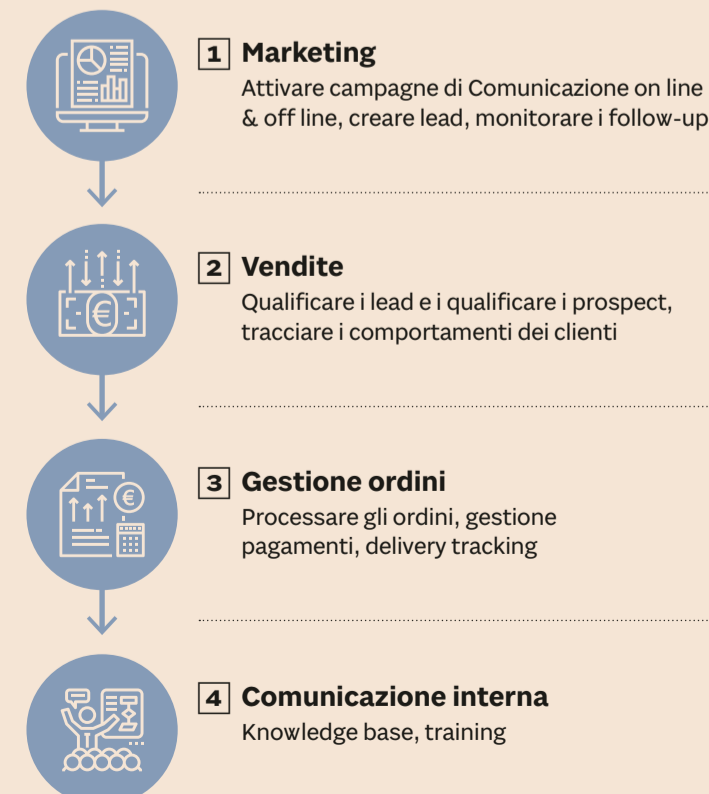 1 Marketing
Attivare campagne di Comunicazione on line
& off line, creare lead, monitorare i follow-up
2 Vendite
Qualificare i lead e i qualificare i prospect,
tracciare i comportamenti dei clienti
3 Gestione ordini
Processare gli ordini, gestione
pagamenti, delivery tracking
4 Comunicazione interna
Knowledge base, training